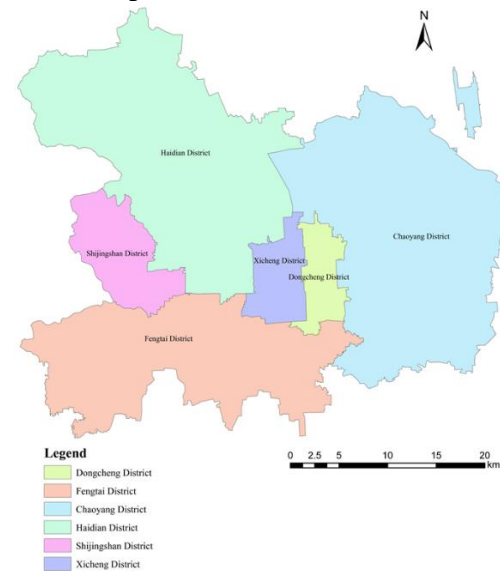 N
Haidian District
Chaoyang District
Shijingshan District
Xicheng District
Dongcheng District
Fengtai District
Legend
Dongcheng District
Fengtai District
Chaoyang District
Haidian District
Shijingshan District
Xicheng District
0 2.5 5 10 15 20
km